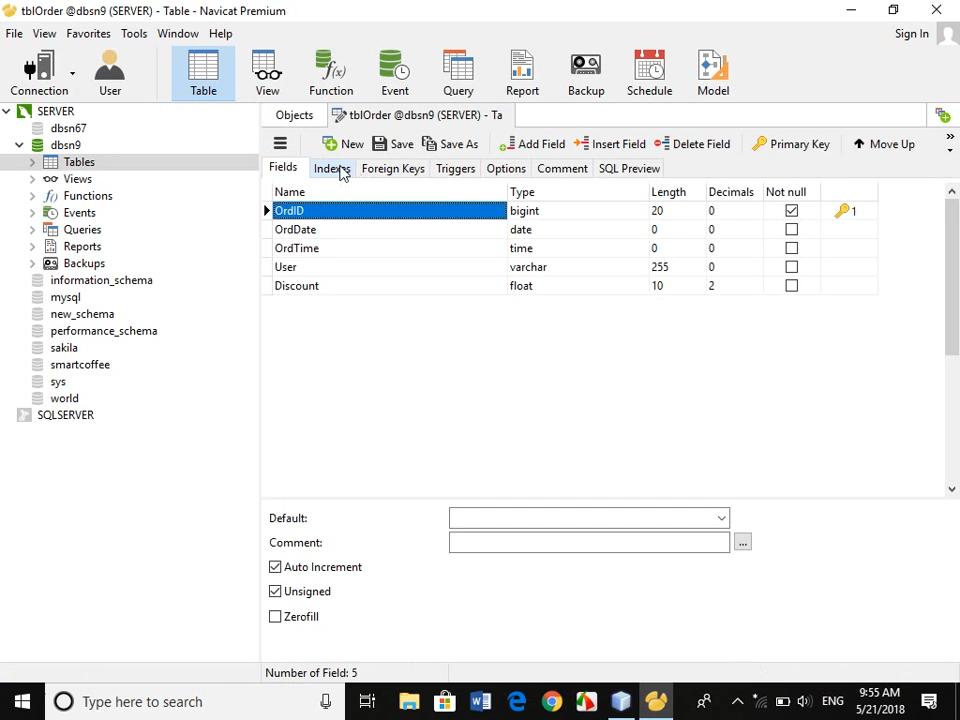 tblOrder @dbsn9 (SERVER) - Table - Navicat Premium
File View Favorites Tools Window Help Sign In
Connection User Table View Function Event Query Report Backup Schedule Model
SERVER
dbsn67
dbsn9
Tables
Views
Functions
Events
Queries
Reports
Backups
information_schema
mysql
new_schema
performance_schema
sakila
smartcoffee
sys
world
SQLSERVER
Objects tblOrder @dbsn9 (SERVER) - Ta
New Save Save As Add Field Insert Field Delete Field Primary Key Move Up »
Fields Indexes Foreign Keys Triggers Options Comment SQL Preview
Name Type Length Decimals Not null
OrdID bigint 20 0 1
OrdDate date 0 0
OrdTime time 0 0
User varchar 255 0
Discount float 10 2
Default:
Comment: ...
Auto Increment
Unsigned
Zerofill
Number of Field: 5
Type here to search ENG 9:55 AM
5/21/2018